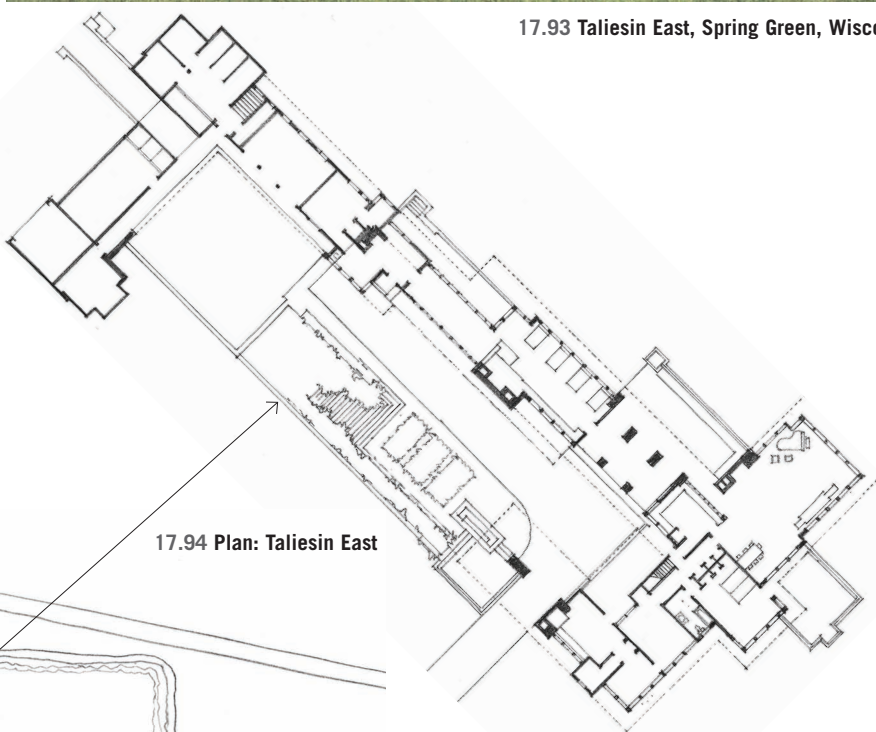 17.93 Taliesin East, Spring Green, Wisco
17.94 Plan: Taliesin East